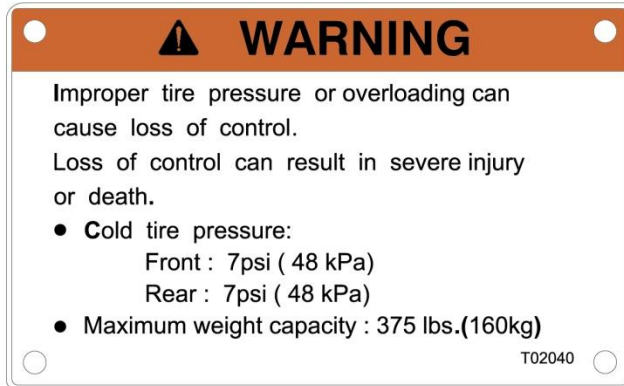 WARNING
Improper tire pressure or overloading can
cause loss of control.
Loss of control can result in severe injury
or death.
• Cold tire pressure:
Front : 7psi ( 48 kPa)
Rear : 7psi ( 48 kPa)
• Maximum weight capacity : 375 lbs.(160kg)
T02040